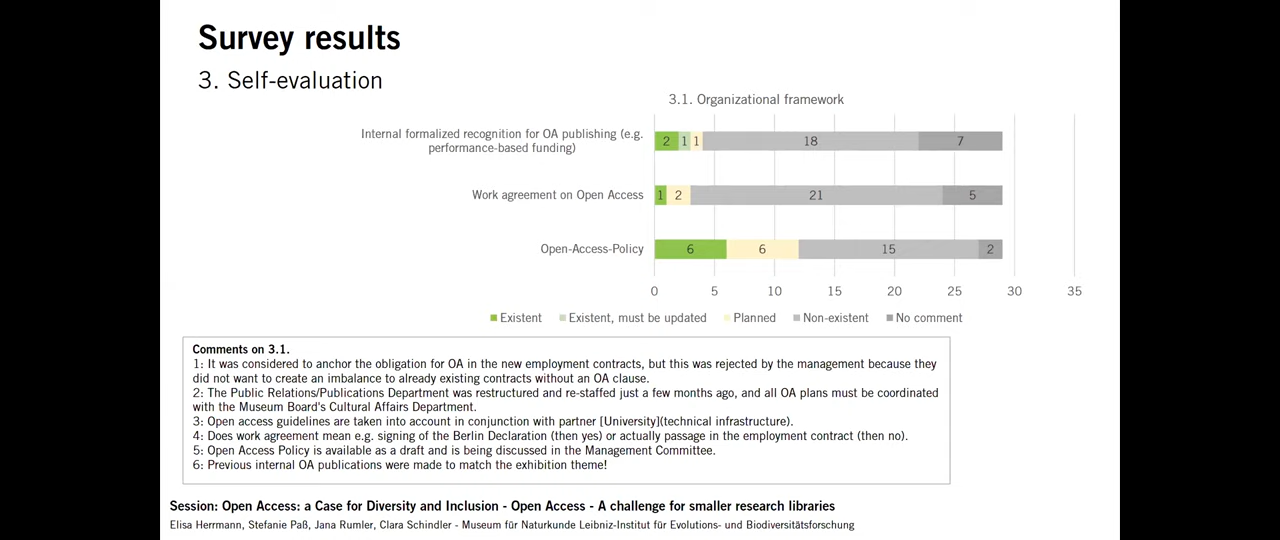 Survey results
3. Self-evaluation
3.1. Organizational framework
Internal formalized recognition for OA publishing (e.g.
performance-based funding)
2 1 1 18 7
Work agreement on Open Access
1 2 21 5
Open-Access-Policy
6 6 15 2
0 5 10 15 20 25 30 35
Existent Existent, must be updated Planned Non-existent No comment
Comments on 3.1.
1: It was considered to anchor the obligation for OA in the new employment contracts, but this was rejected by the management because they
did not want to create an imbalance to already existing contracts without an OA clause.
2: The Public Relations/Publications Department was restructured and re-staffed just a few months ago, and all OA plans must be coordinated
with the Museum Board's Cultural Affairs Department.
3: Open access guidelines are taken into account in conjunction with partner [University](technical infrastructure).
4: Does work agreement mean e.g. signing of the Berlin Declaration (then yes) or actually passage in the employment contract (then no).
5: Open Access Policy is available as a draft and is being discussed in the Management Committee.
6: Previous internal OA publications were made to match the exhibition theme!
Session: Open Access: a Case for Diversity and Inclusion - Open Access - A challenge for smaller research libraries
Elisa Herrmann, Stefanie Paß, Jana Rumler, Clara Schindler - Museum für Naturkunde Leibniz-Institut für Evolutions- und Biodiversitätsforschung